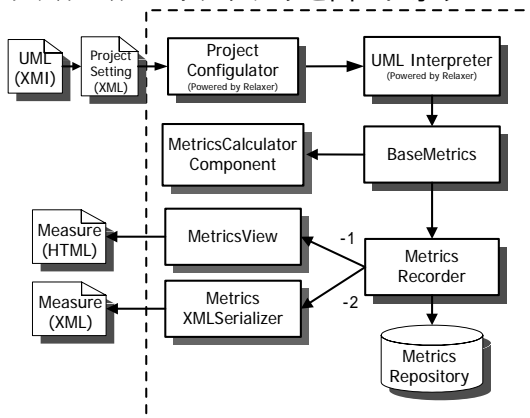 UML
(XMI)
Project
Setting
(XML)
Project
Configulator
(Powered by Relaxer)
UML Interpreter
(Powered by Relaxer)
MetricsCalculator
Component
BaseMetrics
Measure
(HTML)
MetricsView
-1
Metrics
Recorder
Measure
(XML)
Metrics
XMLSerializer
-2
Metrics
Repository